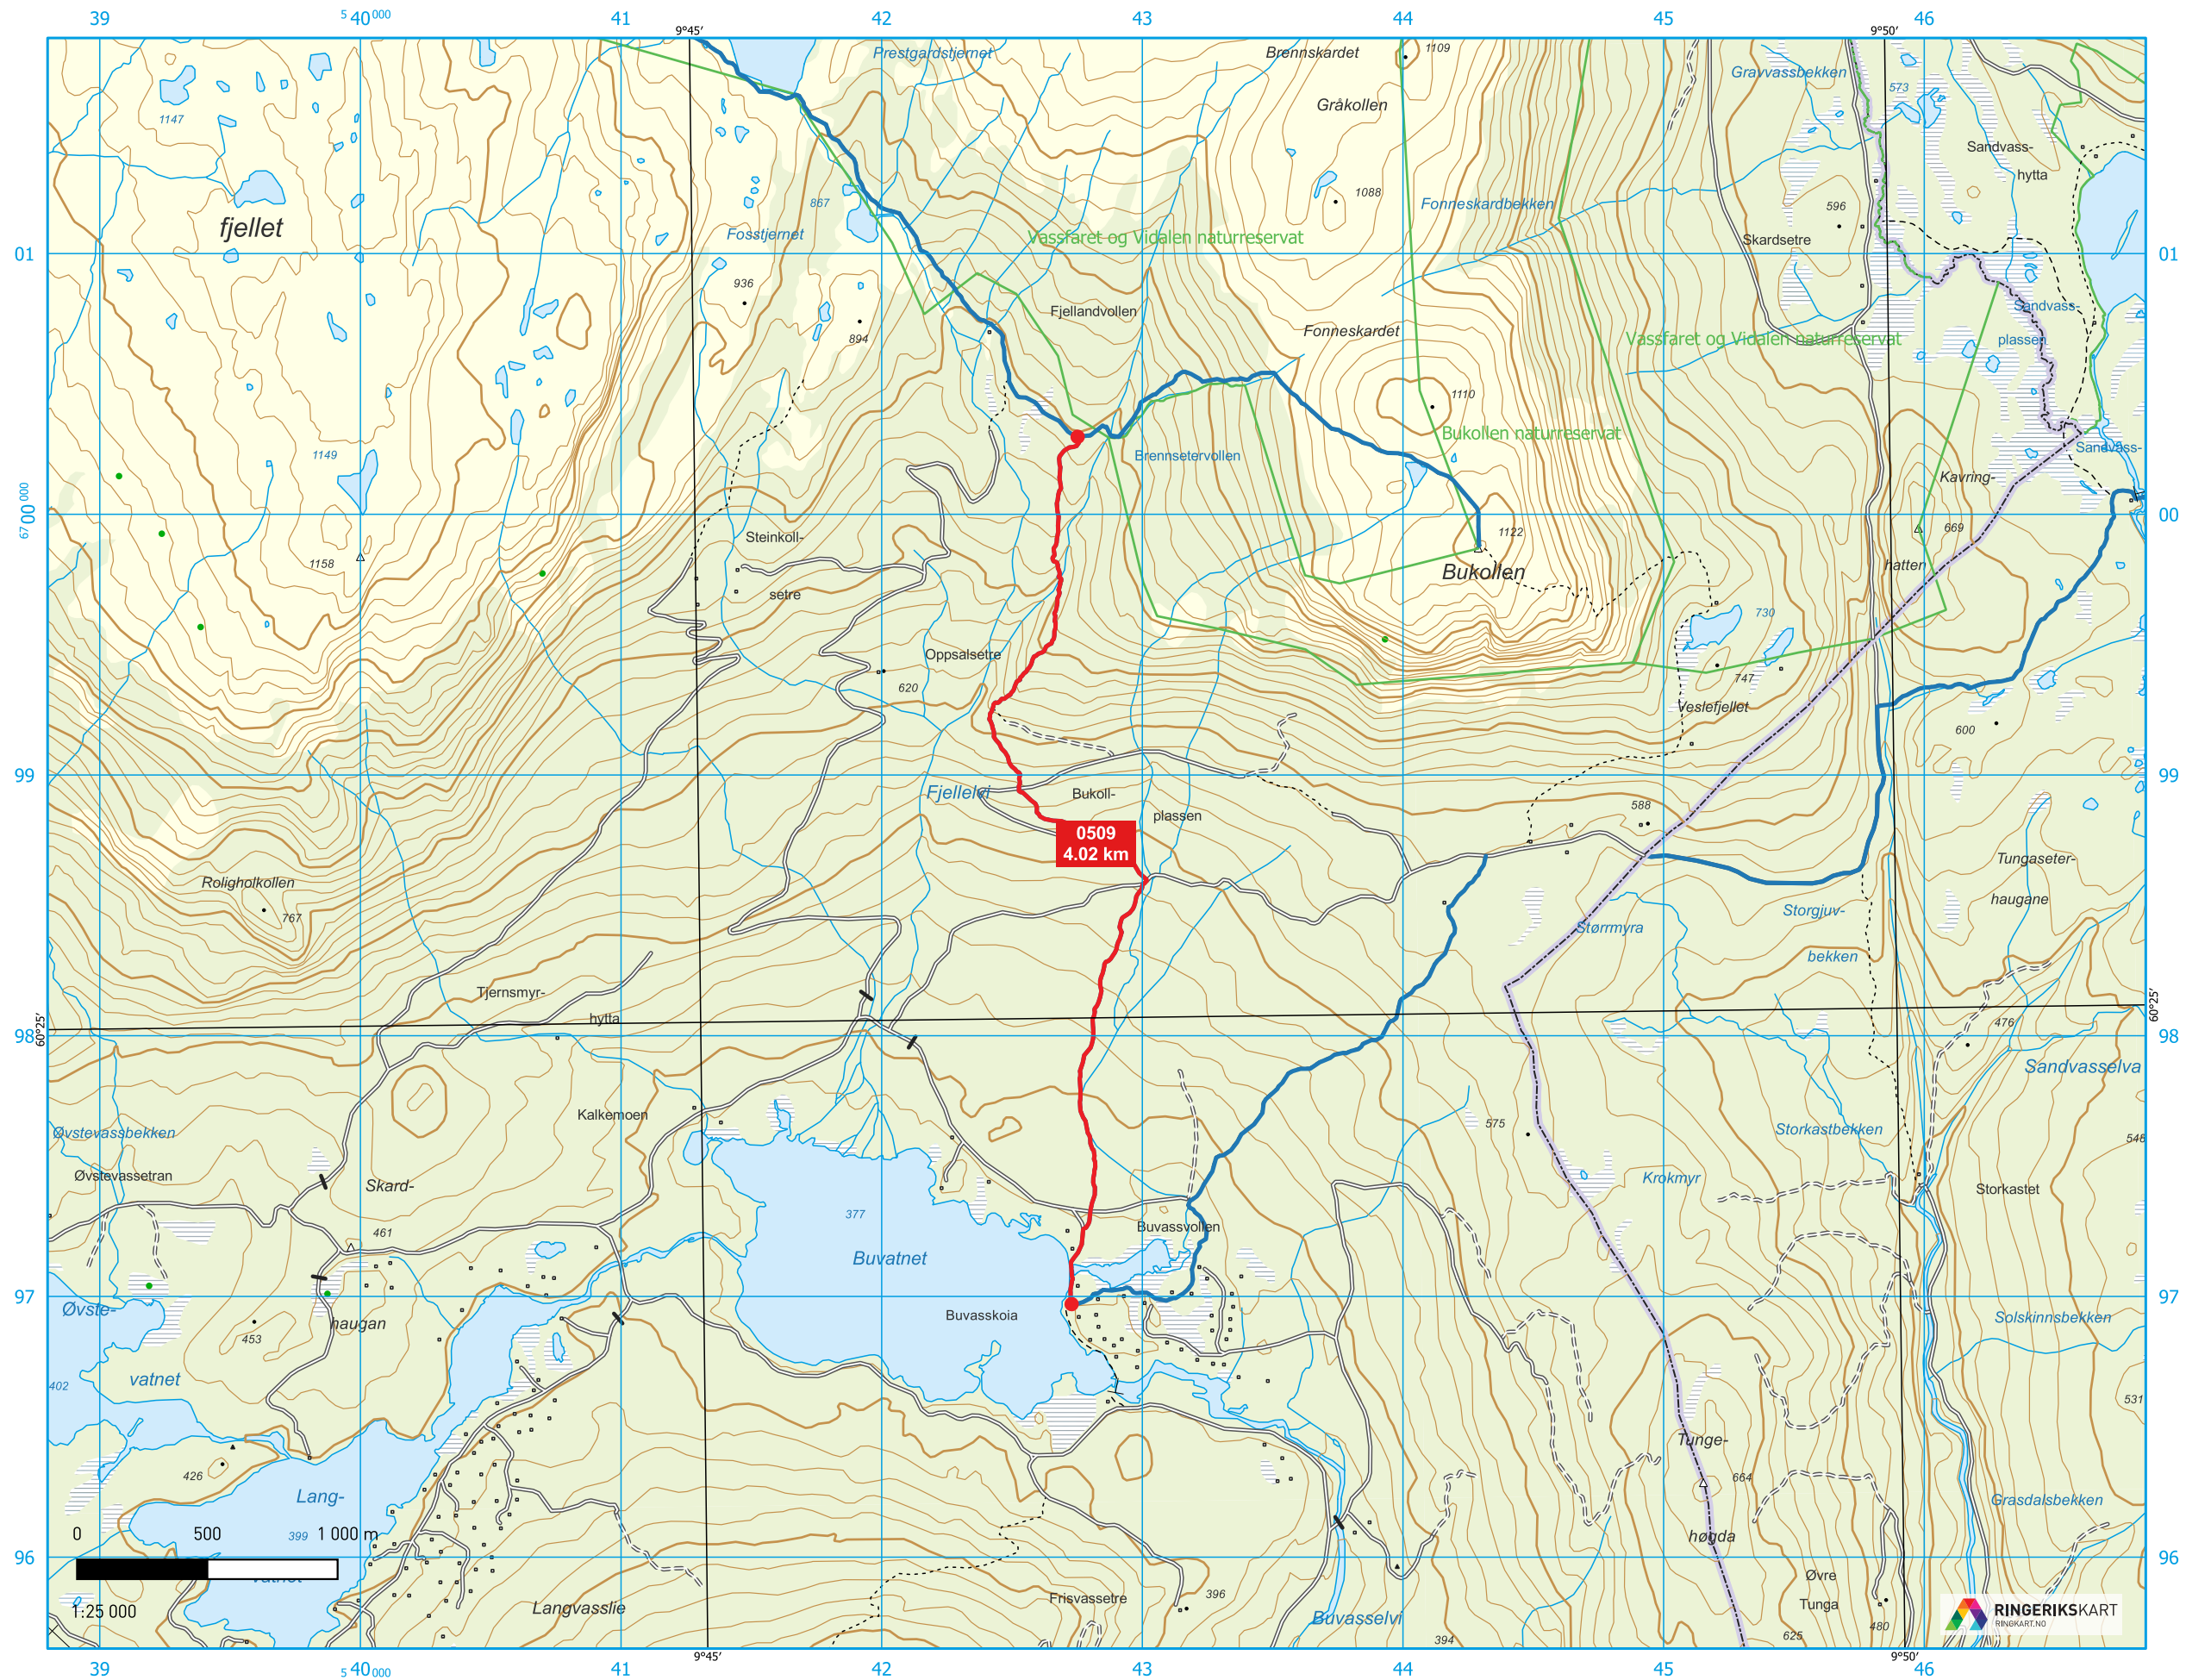 39
5 40 000
41
42
43
44
45
46
9°45'
9°50'
1147
Prestgardstjernet
Brennskardet
1109
Gråkollen
Gravvassbekken
573
Sandvass-
hytta
fjellet
867
Fosstjernet
1088
Fonneskardbekken
596
Skardsetre
Vassfaret og Vidalen naturreservat
01
01
936
894
Fjellandvollen
Fonneskardet
Sandvass-
plassen
Vassfaret og Vidalen naturreservat
1110
Bukollen naturreservat
1149
Brennsetervollen
Sandvass-
Kavring-
67 00 000
00
1158
Steinkoll-
setre
1122
Bukollen
669
hatten
730
Oppsalsetre
620
747
Veslefjellet
600
99
99
Fjellelvi
Bukoll-
plassen
588
0509
4.02 km
Roligholkollen
767
Tungaseter-
haugane
Størrmyra
Storgjuv-
bekken
Tjernsmyr-
hytta
476
60°25'
60°25'
98
98
Sandvasselva
Kalkemoen
575
Øvstevassbekken
Øvstevassetran
Storkastbekken
546
Skard-
Krokmyr
Storkastet
461
377
Buvassvollen
Buvatnet
97
97
Øvste-
haugan
453
Buvasskoia
Solskinnsbekken
vatnet
402
531
426
Tunge-
664
Lang-
399
vatnet
Grasdalsbekken
høgda
0 500 1 000 m
96
96
1:25 000
Langvasslie
Frisvassetre
396
Buvasselvi
394
Øvre
Tunga
625
480
RINGERIKSKART
RINGKART.NO
39
5 40 000
41
9°45'
42
43
44
45
9°50'
46